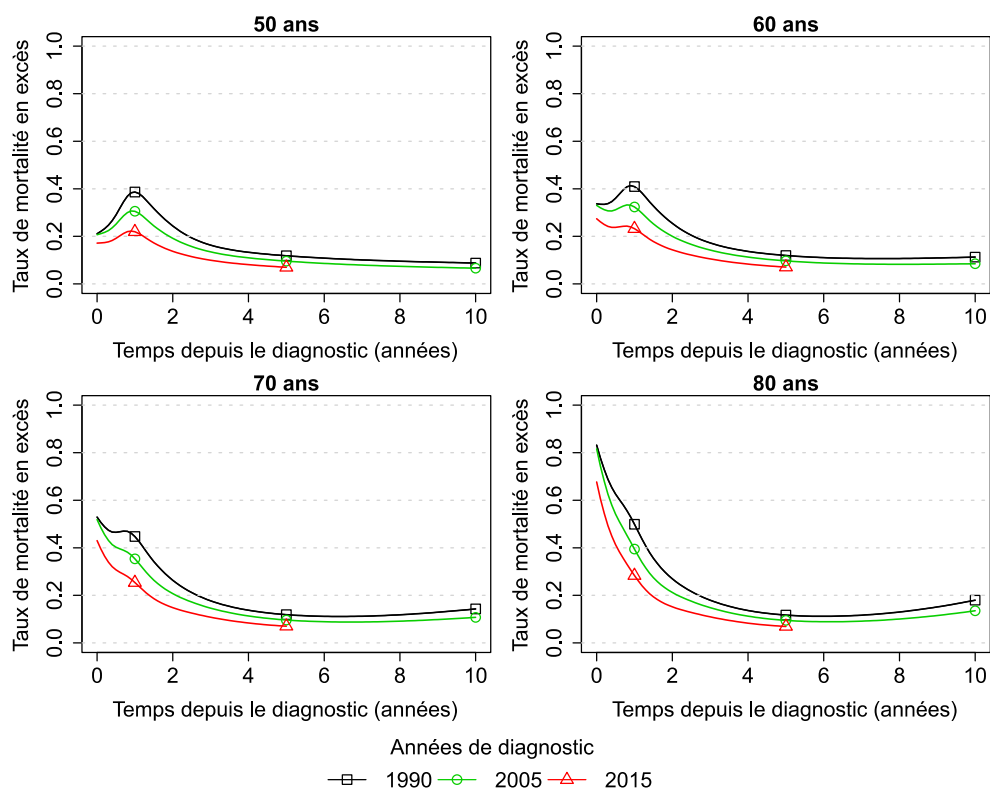 50 ans
60 ans
Taux de mortalité en excès
1.0
0.8
0.6
0.4
0.2
0.0
0 2 4 6 8 10
Temps depuis le diagnostic (années)
Taux de mortalité en excès
1.0
0.8
0.6
0.4
0.2
0.0
0 2 4 6 8 10
Temps depuis le diagnostic (années)
70 ans
80 ans
Taux de mortalité en excès
1.0
0.8
0.6
0.4
0.2
0.0
0 2 4 6 8 10
Temps depuis le diagnostic (années)
Taux de mortalité en excès
1.0
0.8
0.6
0.4
0.2
0.0
0 2 4 6 8 10
Temps depuis le diagnostic (années)
Années de diagnostic
1990 2005 2015